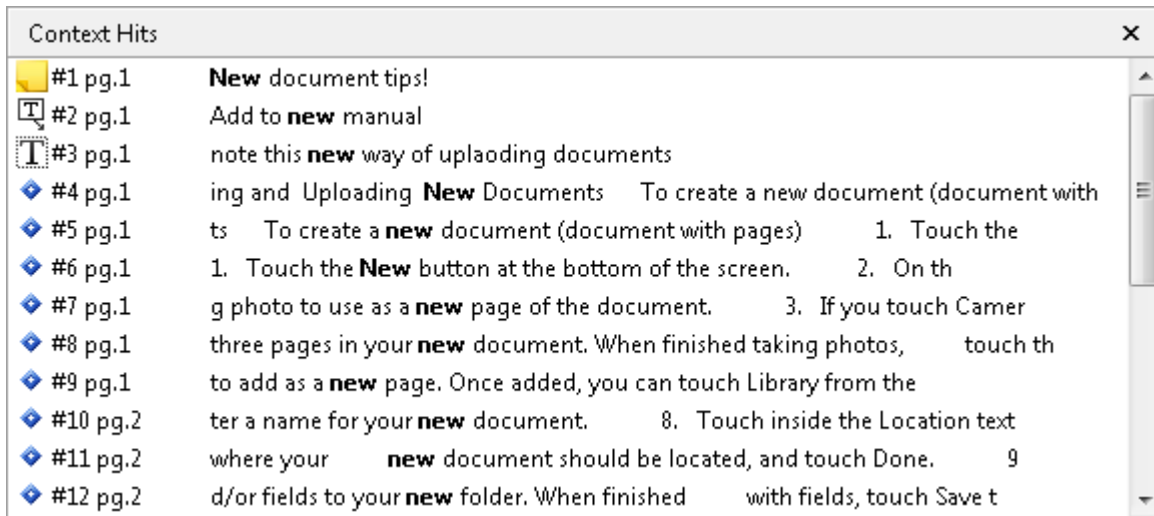 Context Hits
#1 pg.1 New document tips!
#2 pg.1 Add to new manual
#3 pg.1 note this new way of uplaoding documents
#4 pg.1 ing and Uploading New Documents To create a new document (document with
#5 pg.1 ts To create a new document (document with pages) 1. Touch the
#6 pg.1 1. Touch the New button at the bottom of the screen. 2. On th
#7 pg.1 g photo to use as a new page of the document. 3. If you touch Camer
#8 pg.1 three pages in your new document. When finished taking photos, touch th
#9 pg.1 to add as a new page. Once added, you can touch Library from the
#10 pg.2 ter a name for your new document. 8. Touch inside the Location text
#11 pg.2 where your new document should be located, and touch Done. 9
#12 pg.2 d/or fields to your new folder. When finished with fields, touch Save t